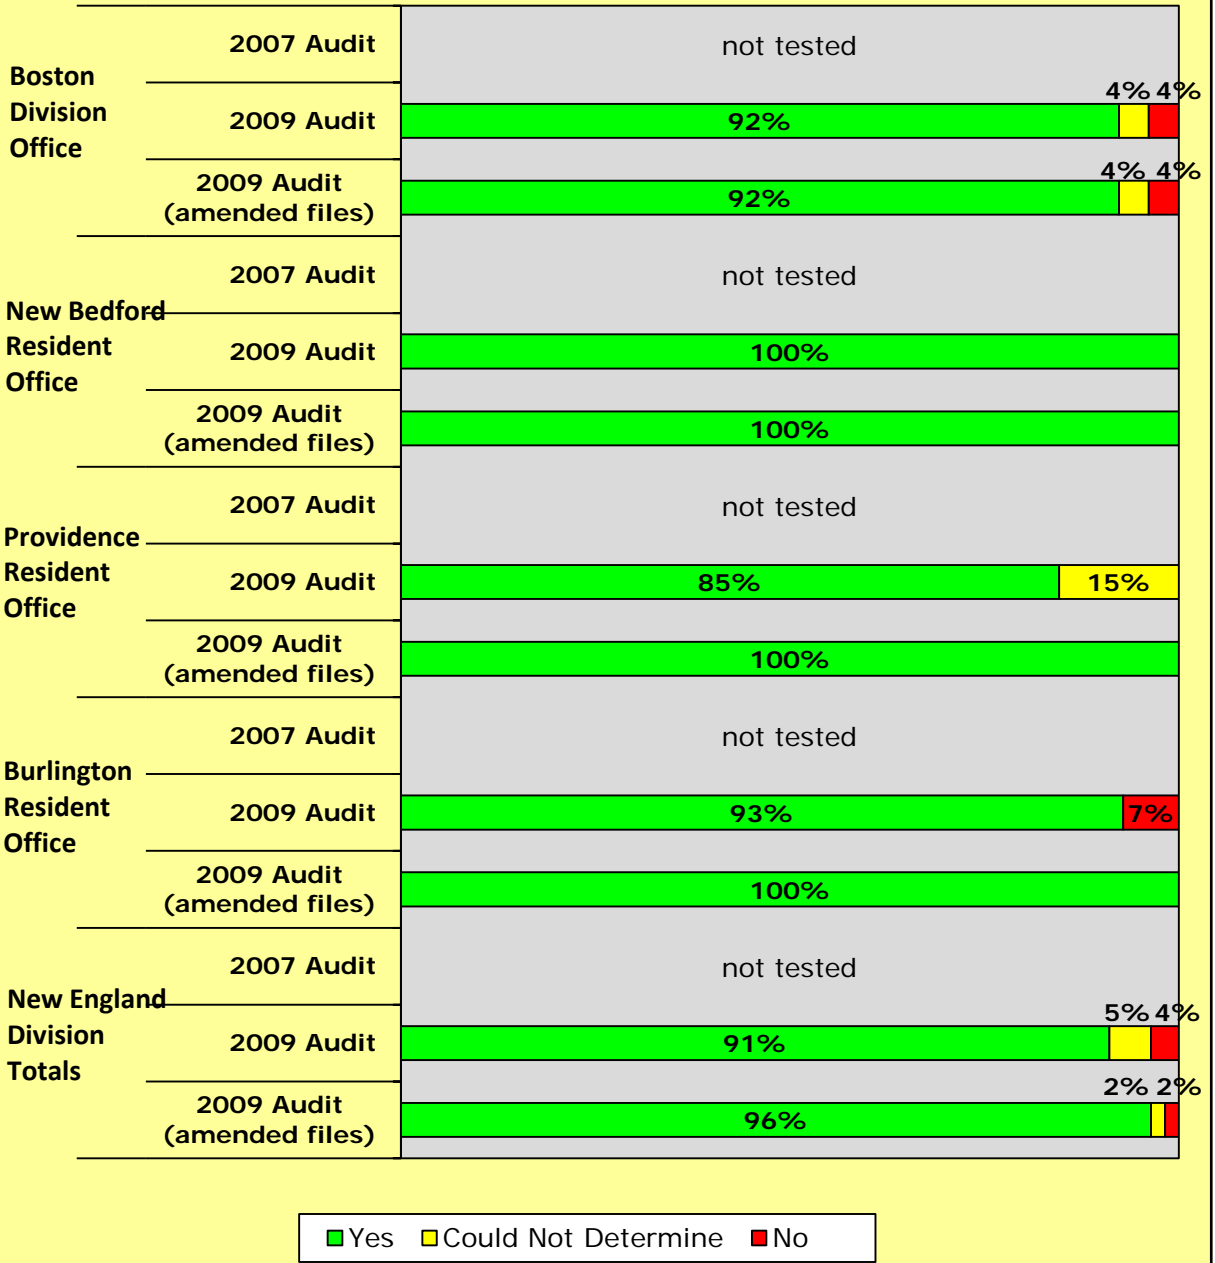 Boston
Division
Office
2007 Audit
not tested
4% 4%
2009 Audit
92%
4% 4%
2009 Audit
(amended files)
92%
New Bedford
Resident
Office
2007 Audit
not tested
2009 Audit
100%
2009 Audit
(amended files)
100%
Providence
Resident
Office
2007 Audit
not tested
2009 Audit
85% 15%
2009 Audit
(amended files)
100%
Burlington
Resident
Office
2007 Audit
not tested
2009 Audit
93% 7%
2009 Audit
(amended files)
100%
New England
Division
Totals
2007 Audit
not tested
5% 4%
2009 Audit
91%
2% 2%
2009 Audit
(amended files)
96%
Yes Could Not Determine No